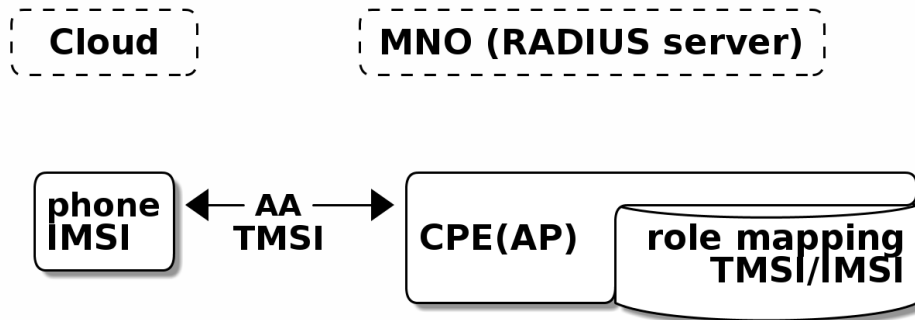 Cloud
MNO (RADIUS server)
phone
IMSI
AA
TMSI
CPE(AP)
role mapping
TMSI/IMSI